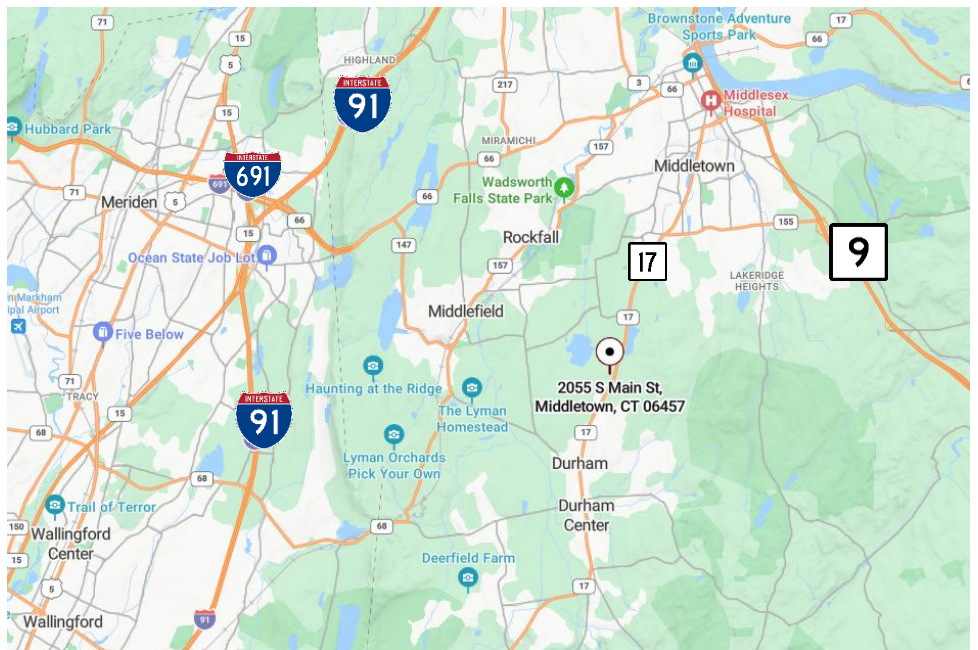 71
15
5
HIGHLAND
Brownstone Adventure
Sports Park
17
66
INTERSTATE
91
217
3
66
6
15
Middlesex
Hospital
Hubbard Park
MIRAMICHI
157
66
INTERSTATE
691
691
Wadsworth
Falls State Park
Middletown
71
Meriden
5
66
66
15
147
Rockfall
155
Ocean State Job Lot
157
17
9
LAKERIDGE
HEIGHTS
n Markham
ipal Airport
Middlefield
17
Five Below
Haunting at the Ridge
2055 S Main St,
Middletown, CT 06457
71
TRACY
15
INTERSTATE
91
The Lyman
Homestead
68
17
Lyman Orchards
Pick Your Own
Durham
68
Trail of Terror
Durham
Center
150
Wallingford
Center
68
15
Deerfield Farm
5
17
Wallingford
91